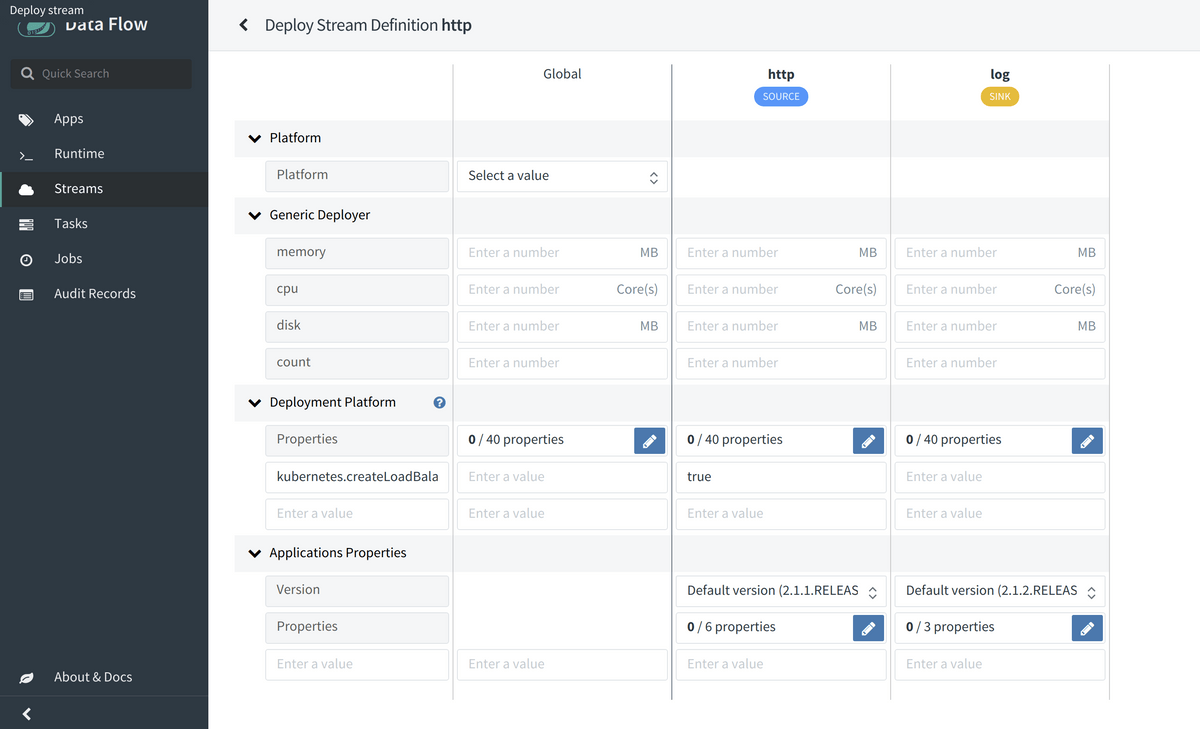 Deploy stream
Data Flow
Deploy Stream Definition http
Quick Search
Apps
Runtime
Streams
Tasks
Jobs
Audit Records
About & Docs
Global http log
SOURCE SINK
Platform
Platform Select a value
Generic Deployer
memory Enter a number MB Enter a number MB Enter a number MB
cpu Enter a number Core(s) Enter a number Core(s) Enter a number Core(s)
disk Enter a number MB Enter a number MB Enter a number MB
count Enter a number Enter a number Enter a number
Deployment Platform ?
Properties 0 / 40 properties 0 / 40 properties 0 / 40 properties
kubernetes.createLoadBala Enter a value true Enter a value
Enter a value Enter a value Enter a value Enter a value
Applications Properties
Version Default version (2.1.1.RELEAS Default version (2.1.2.RELEAS
Properties 0 / 6 properties 0 / 3 properties
Enter a value Enter a value Enter a value Enter a value